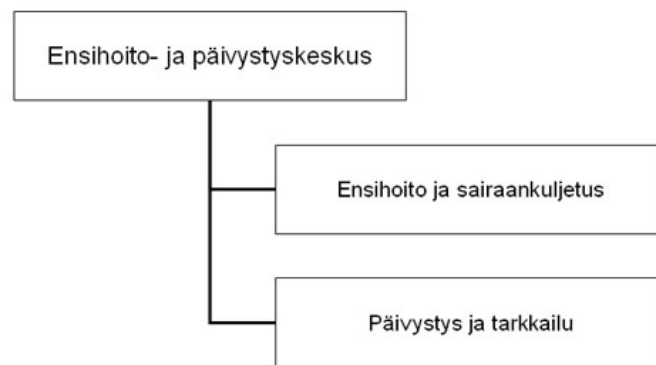 Ensihoito- ja päivystyskeskus
Ensihoito ja sairaankuljetus
Päivystys ja tarkkailu